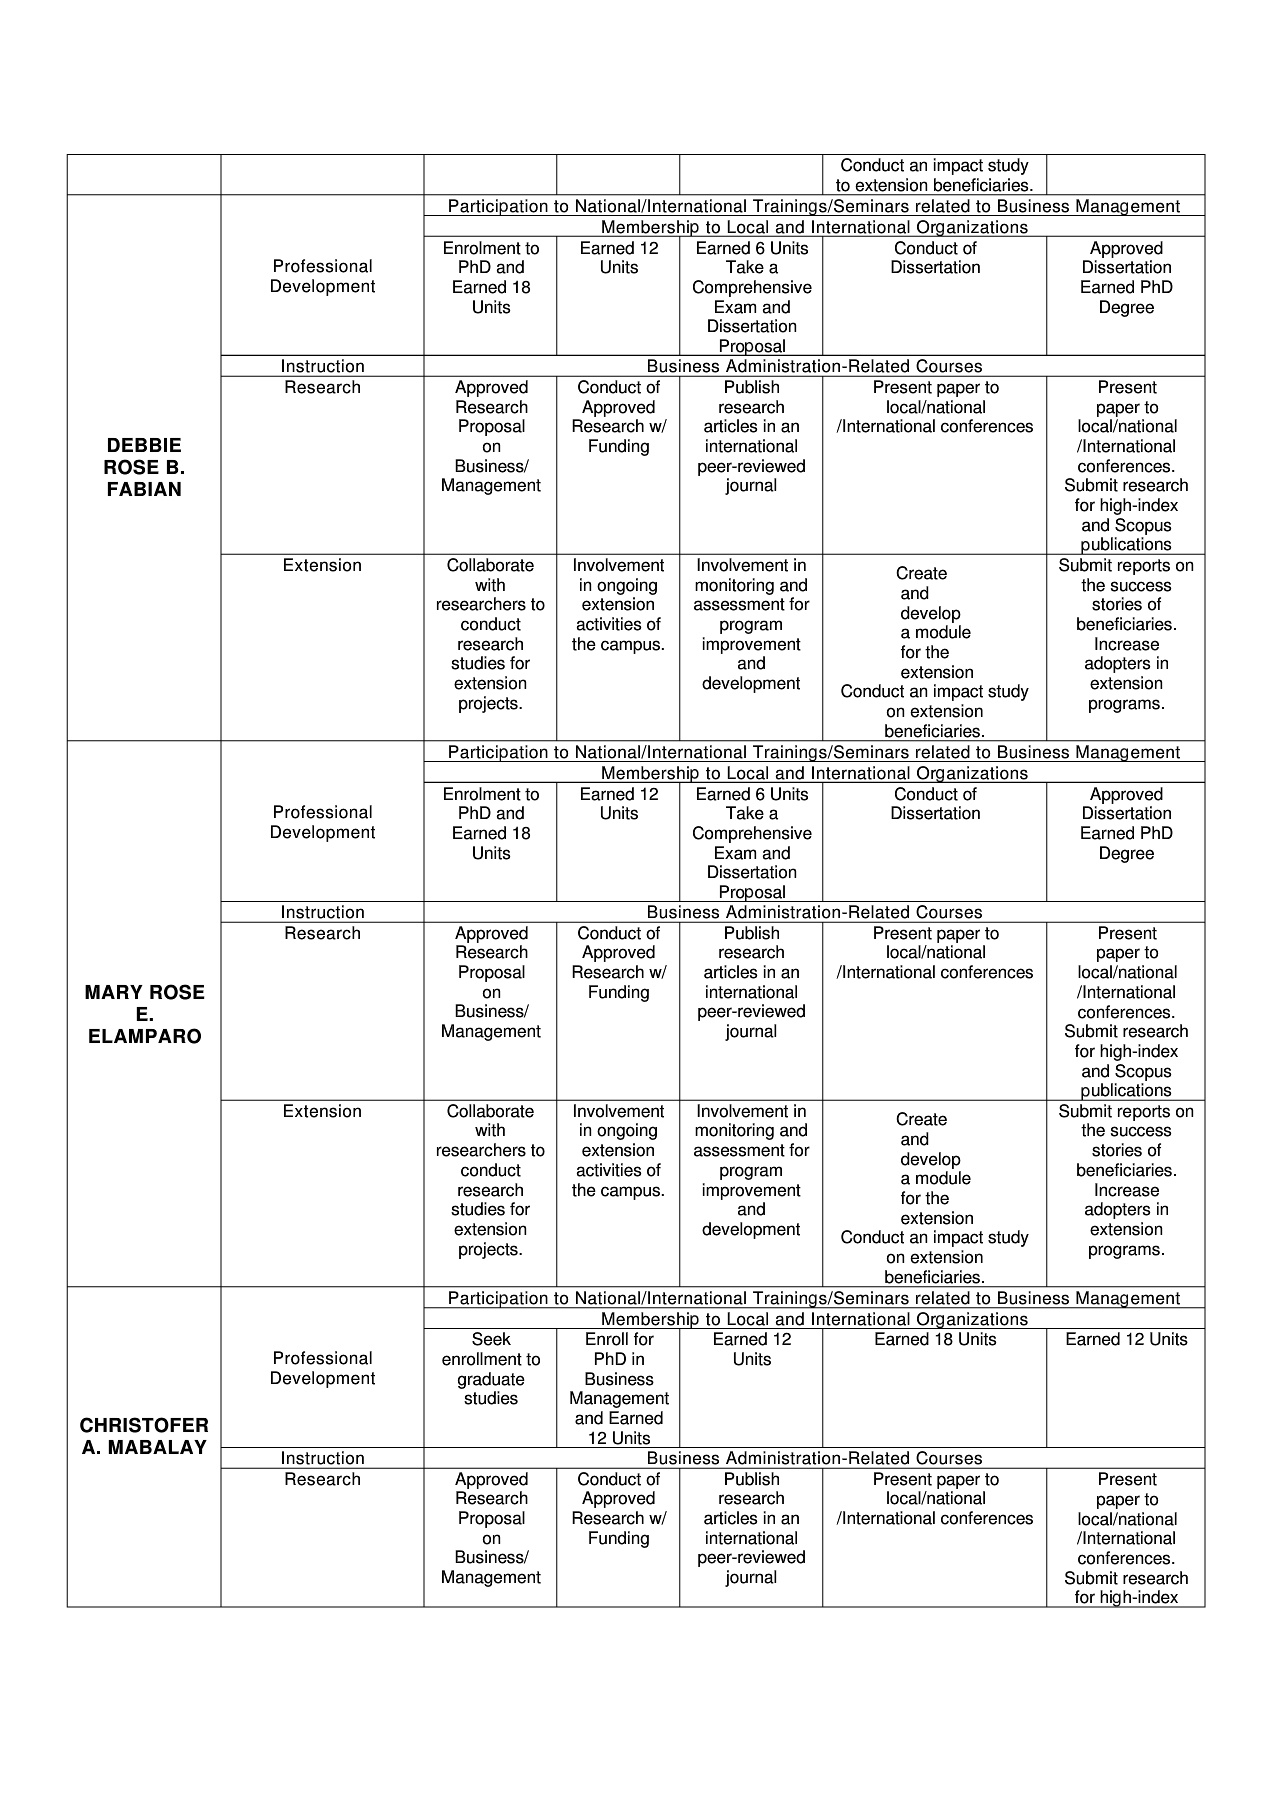 Conduct an impact study
to extension beneficiaries.
DEBBIE
ROSE B.
FABIAN
Professional
Development
Participation to National/International Trainings/Seminars related to Business Management
Membership to Local and International Organizations
Enrolment to
PhD and
Earned 18
Units
Earned 12
Units
Earned 6 Units
Take a
Comprehensive
Exam and
Dissertation
Proposal
Conduct of
Dissertation
Approved
Dissertation
Earned PhD
Degree
Instruction
Business Administration-Related Courses
Research
Approved
Research
Proposal
on
Business/
Management
Conduct of
Approved
Research w/
Funding
Publish
research
articles in an
international
peer-reviewed
journal
Present paper to
local/national
/International conferences
Present
paper to
local/national
/International
conferences.
Submit research
for high-index
and Scopus
publications
Extension
Collaborate
with
researchers to
conduct
research
studies for
extension
projects.
Involvement
in ongoing
extension
activities of
the campus.
Involvement in
monitoring and
assessment for
program
improvement
and
development
Create
and
develop
a module
for the
extension
Conduct an impact study
on extension
beneficiaries.
Submit reports on
the success
stories of
beneficiaries.
Increase
adopters in
extension
programs.
MARY ROSE
E.
ELAMPARO
Professional
Development
Participation to National/International Trainings/Seminars related to Business Management
Membership to Local and International Organizations
Enrolment to
PhD and
Earned 18
Units
Earned 12
Units
Earned 6 Units
Take a
Comprehensive
Exam and
Dissertation
Proposal
Conduct of
Dissertation
Approved
Dissertation
Earned PhD
Degree
Instruction
Business Administration-Related Courses
Research
Approved
Research
Proposal
on
Business/
Management
Conduct of
Approved
Research w/
Funding
Publish
research
articles in an
international
peer-reviewed
journal
Present paper to
local/national
/International conferences
Present
paper to
local/national
/International
conferences.
Submit research
for high-index
and Scopus
publications
Extension
Collaborate
with
researchers to
conduct
research
studies for
extension
projects.
Involvement
in ongoing
extension
activities of
the campus.
Involvement in
monitoring and
assessment for
program
improvement
and
development
Create
and
develop
a module
for the
extension
Conduct an impact study
on extension
beneficiaries.
Submit reports on
the success
stories of
beneficiaries.
Increase
adopters in
extension
programs.
CHRISTOFER
A. MABALAY
Professional
Development
Participation to National/International Trainings/Seminars related to Business Management
Membership to Local and International Organizations
Seek
enrollment to
graduate
studies
Enroll for
PhD in
Business
Management
and Earned
12 Units
Earned 12
Units
Earned 18 Units
Earned 12 Units
Instruction
Business Administration-Related Courses
Research
Approved
Research
Proposal
on
Business/
Management
Conduct of
Approved
Research w/
Funding
Publish
research
articles in an
international
peer-reviewed
journal
Present paper to
local/national
/International conferences
Present
paper to
local/national
/International
conferences.
Submit research
for high-index